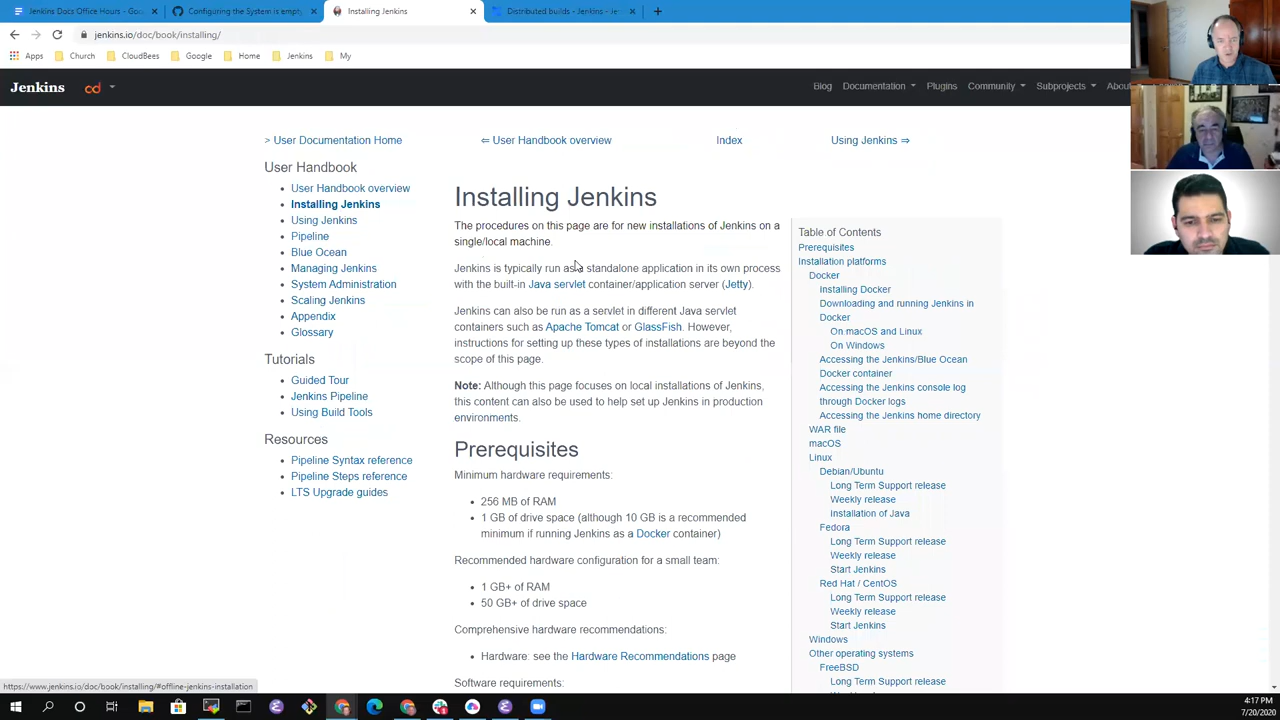 Jenkins Docs Office Hours - Goo
Configuring the System is empty
Installing Jenkins
Distributed builds - Jenkins - Je
jenkins.io/doc/book/installing/
Apps
Church
CloudBees
Google
Home
Jenkins
My
Jenkins
cd
Blog
Documentation
Plugins
Community
Subprojects
About
> User Documentation Home
⇐ User Handbook overview
Index
Using Jenkins ⇒
User Handbook
User Handbook overview
Installing Jenkins
Using Jenkins
Pipeline
Blue Ocean
Managing Jenkins
System Administration
Scaling Jenkins
Appendix
Glossary
Tutorials
Guided Tour
Jenkins Pipeline
Using Build Tools
Resources
Pipeline Syntax reference
Pipeline Steps reference
LTS Upgrade guides
Installing Jenkins
The procedures on this page are for new installations of Jenkins on a
single/local machine.
Jenkins is typically run as a standalone application in its own process
with the built-in Java servlet container/application server (Jetty).
Jenkins can also be run as a servlet in different Java servlet
containers such as Apache Tomcat or GlassFish. However,
instructions for setting up these types of installations are beyond the
scope of this page.
Note: Although this page focuses on local installations of Jenkins,
this content can also be used to help set up Jenkins in production
environments.
Prerequisites
Minimum hardware requirements:
256 MB of RAM
1 GB of drive space (although 10 GB is a recommended
minimum if running Jenkins as a Docker container)
Recommended hardware configuration for a small team:
1 GB+ of RAM
50 GB+ of drive space
Comprehensive hardware recommendations:
Hardware: see the Hardware Recommendations page
Software requirements:
Table of Contents
Prerequisites
Installation platforms
Docker
Installing Docker
Downloading and running Jenkins in
Docker
On macOS and Linux
On Windows
Accessing the Jenkins/Blue Ocean
Docker container
Accessing the Jenkins console log
through Docker logs
Accessing the Jenkins home directory
WAR file
macOS
Linux
Debian/Ubuntu
Long Term Support release
Weekly release
Installation of Java
Fedora
Long Term Support release
Weekly release
Start Jenkins
Red Hat / CentOS
Long Term Support release
Weekly release
Start Jenkins
Windows
Other operating systems
FreeBSD
Long Term Support release
https://www.jenkins.io/doc/book/installing/#offline-jenkins-installation
4:17 PM
7/20/2020